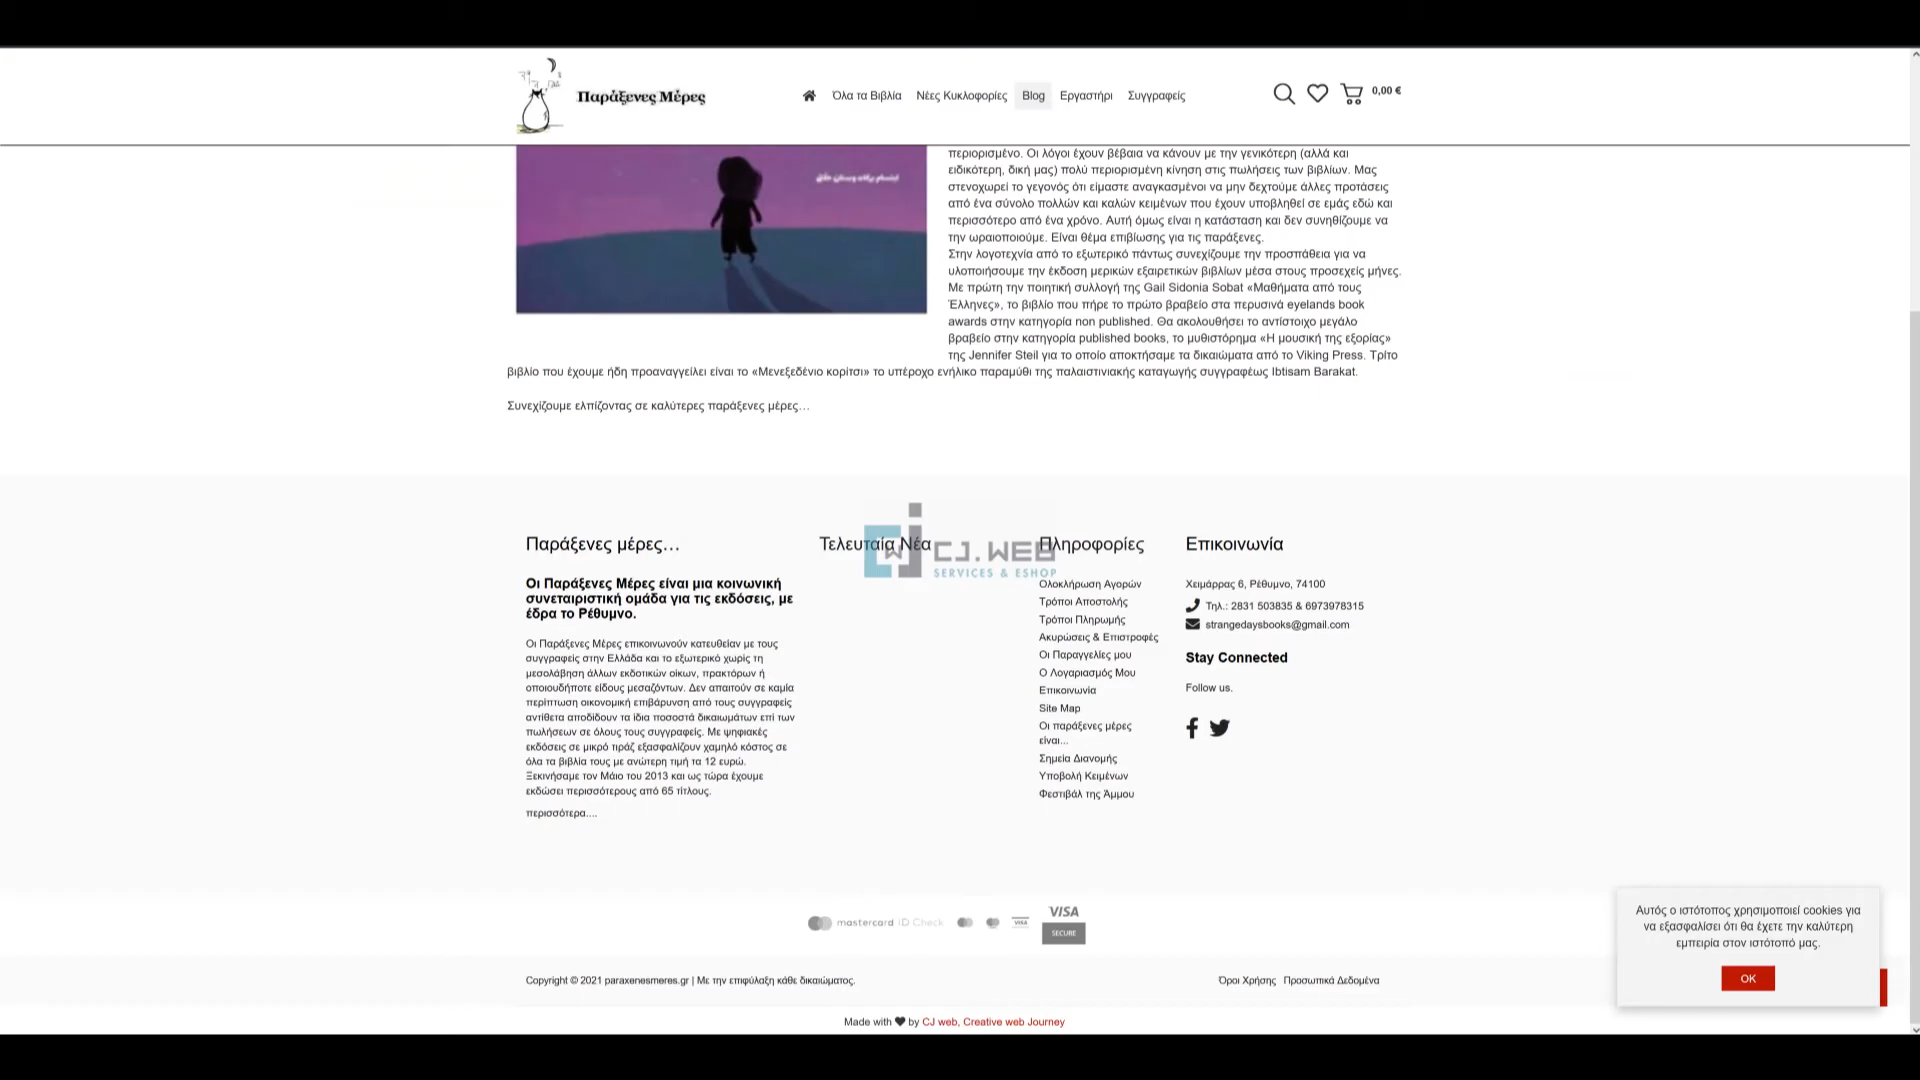 Παράξενες Μέρες
Όλα τα Βιβλία Νέες Κυκλοφορίες Blog Εργαστήρι Συγγραφείς
0,00 €
περιορισμένο. Οι λόγοι έχουν βέβαια να κάνουν με την γενικότερη (αλλά και
ειδικότερη, δική μας) πολύ περιορισμένη κίνηση στις πωλήσεις των βιβλίων. Μας
στενοχωρεί το γεγονός ότι είμαστε αναγκασμένοι να μην δεχτούμε άλλες προτάσεις
από ένα σύνολο πολλών και καλών κειμένων που έχουν υποβληθεί σε εμάς εδώ και
περισσότερο από ένα χρόνο. Αυτή όμως είναι η κατάσταση και δεν συνηθίζουμε να
την ωραιοποιούμε. Είναι θέμα επιβίωσης για τις παράξενες.
Στην λογοτεχνία από το εξωτερικό πάντως συνεχίζουμε την προσπάθεια για να
υλοποιήσουμε την έκδοση μερικών εξαιρετικών βιβλίων μέσα στους προσεχείς μήνες.
Με πρώτη την ποιητική συλλογή της Gail Sidonia Sobat «Μαθήματα από τους
Έλληνες», το βιβλίο που πήρε το πρώτο βραβείο στα περυσινά eyelands book
awards στην κατηγορία non published. Θα ακολουθήσει το αντίστοιχο μεγάλο
βραβείο στην κατηγορία published books, το μυθιστόρημα «Η μουσική της εξορίας»
της Jennifer Steil για το οποίο αποκτήσαμε τα δικαιώματα από το Viking Press. Τρίτο
βιβλίο που έχουμε ήδη προαναγγείλει είναι το «Μενεξεδένιο κορίτσι» το υπέροχο ενήλικο παραμύθι της παλαιστινιακής καταγωγής συγγραφέως Ibtisam Barakat.
Συνεχίζουμε ελπίζοντας σε καλύτερες παράξενες μέρες…
Παράξενες μέρες…
Οι Παράξενες Μέρες είναι μια κοινωνική
συνεταιριστική ομάδα για τις εκδόσεις, με
έδρα το Ρέθυμνο.
Οι Παράξενες Μέρες επικοινωνούν κατευθείαν με τους
συγγραφείς στην Ελλάδα και το εξωτερικό χωρίς τη
μεσολάβηση άλλων εκδοτικών οίκων, πρακτόρων ή
οποιουδήποτε είδους μεσαζόντων. Δεν απαιτούν σε καμία
περίπτωση οικονομική επιβάρυνση από τους συγγραφείς
αντίθετα αποδίδουν τα ίδια ποσοστά δικαιωμάτων επί των
πωλήσεων σε όλους τους συγγραφείς. Με ψηφιακές
εκδόσεις σε μικρό τιράζ εξασφαλίζουν χαμηλό κόστος σε
όλα τα βιβλία τους με ανώτερη τιμή τα 12 ευρώ.
Ξεκινήσαμε τον Μάιο του 2013 και ως τώρα έχουμε
εκδώσει περισσότερους από 65 τίτλους.
περισσότερα....
Τελευταία Νέα
CJ. WEB
SERVICES & ESHOP
Πληροφορίες
Ολοκλήρωση Αγορών
Τρόποι Αποστολής
Τρόποι Πληρωμής
Ακυρώσεις & Επιστροφές
Οι Παραγγελίες μου
Ο Λογαριασμός Μου
Επικοινωνία
Site Map
Οι παράξενες μέρες
είναι...
Σημεία Διανομής
Υποβολή Κειμένων
Φεστιβάλ της Άμμου
Επικοινωνία
Χειμάρρας 6, Ρέθυμνο, 74100
Τηλ.: 2831 503835 & 6973978315
strangedaysbooks@gmail.com
Stay Connected
Follow us.
mastercard ID Check
VISA
VISA
SECURE
Copyright © 2021 paraxenesmeres.gr | Με την επιφύλαξη κάθε δικαιώματος.
Όροι Χρήσης Προσωπικά Δεδομένα
Made with by CJ web, Creative web Journey
Αυτός ο ιστότοπος χρησιμοποιεί cookies για
να εξασφαλίσει ότι θα έχετε την καλύτερη
εμπειρία στον ιστότοπό μας.
OK